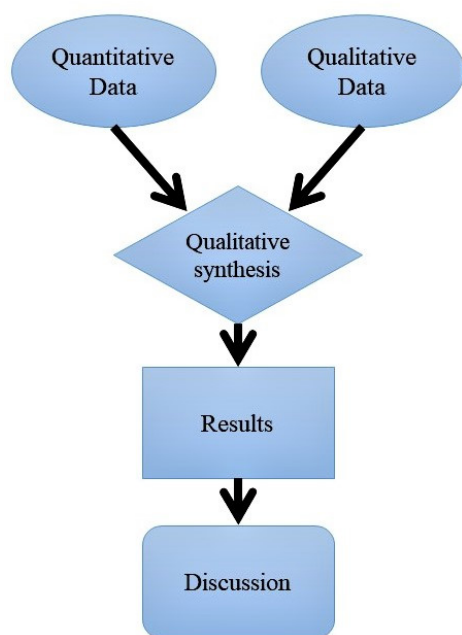 Quantitative
Data
Qualitative
Data
Qualitative
synthesis
Results
Discussion